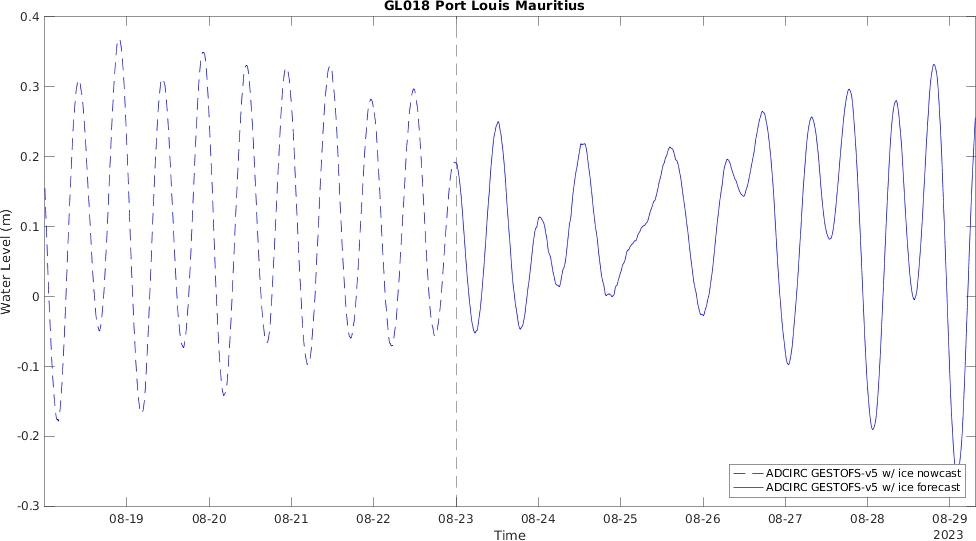 GL018 Port Louis Mauritius
0.4
0.3
0.2
0.1
0
-0.1
-0.2
-0.3
Water Level (m)
ADCIRC GESTOFS-v5 w/ ice nowcast
ADCIRC GESTOFS-v5 w/ ice forecast
08-19 08-20 08-21 08-22 08-23 08-24 08-25 08-26 08-27 08-28 08-29
2023
Time